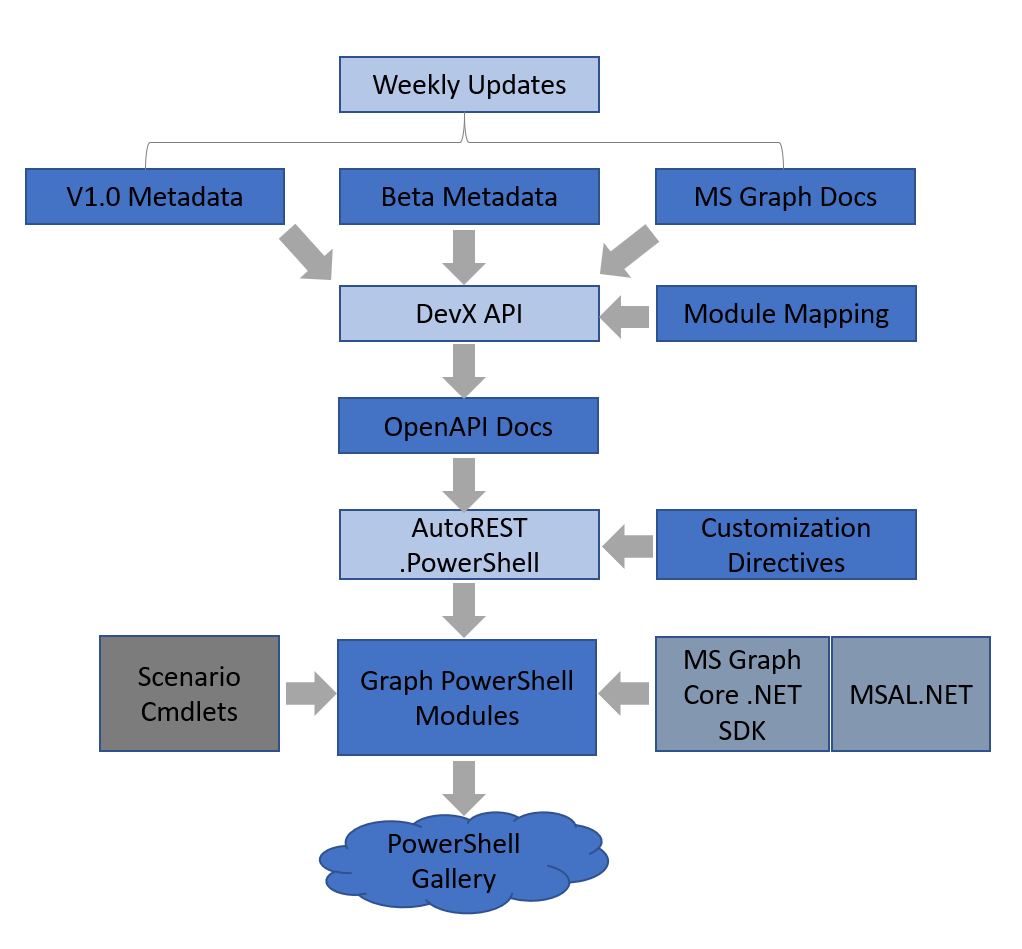 Weekly Updates
V1.0 Metadata
Beta Metadata
MS Graph Docs
DevX API
Module Mapping
OpenAPI Docs
AutoREST
.PowerShell
Customization
Directives
Scenario
Cmdlets
Graph PowerShell
Modules
MS Graph
Core .NET
SDK
MSAL.NET
PowerShell
Gallery